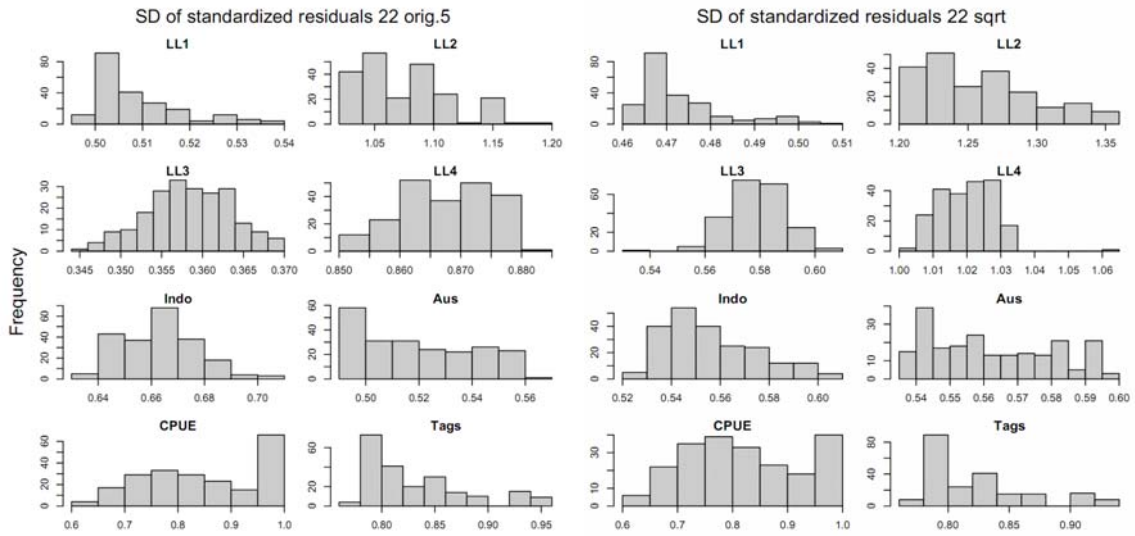 SD of standardized residuals 22 orig.5
LL1
0 40 80
0.50 0.51 0.52 0.53 0.54
LL2
0 20 40
1.05 1.10 1.15 1.20
LL3
0 10 20 30
0.345 0.350 0.355 0.360 0.365 0.370
LL4
0 20 40
0.850 0.860 0.870 0.880
Frequency
Indo
0 20 40 60
0.64 0.66 0.68 0.70
Aus
0 20 40 60
0.50 0.52 0.54 0.56
CPUE
0 20 40 60
0.6 0.7 0.8 0.9 1.0
Tags
0 20 60
0.80 0.85 0.90 0.95
SD of standardized residuals 22 sqrt
LL1
0 40 80
0.46 0.47 0.48 0.49 0.50 0.51
LL2
0 20 40
1.20 1.25 1.30 1.35
LL3
0 20 60
0.54 0.56 0.58 0.60
LL4
0 20 40
1.00 1.01 1.02 1.03 1.04 1.05 1.06
Indo
0 20 40
0.52 0.54 0.56 0.58 0.60
Aus
0 10 30
0.54 0.55 0.56 0.57 0.58 0.59 0.60
CPUE
0 10 30
0.6 0.7 0.8 0.9 1.0
Tags
0 40 80
0.80 0.85 0.90